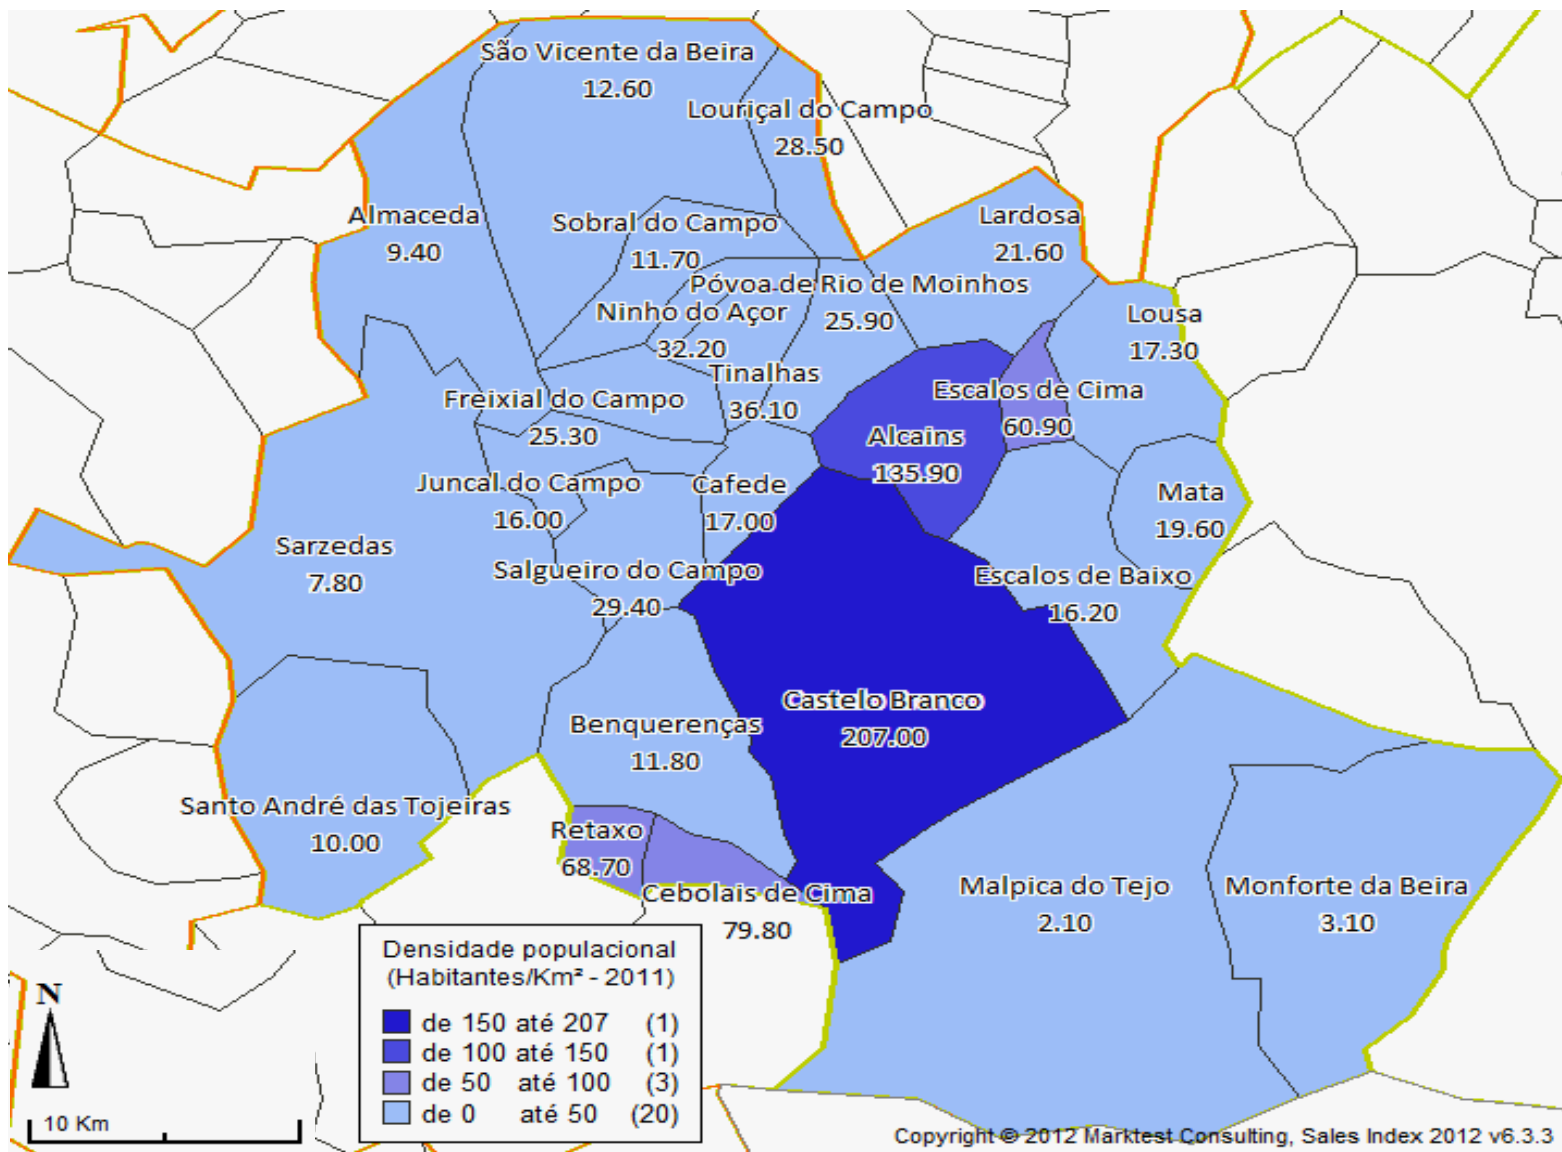 São Vicente da Beira
12.60
Louriçal do Campo
28.50
Almaceda
9.40
Sobral do Campo
11.70
Lardosa
21.60
Póvoa de Rio de Moinhos
25.90
Ninho do Açor
32.20
Lousa
17.30
Tinalhas
36.10
Freixial do Campo
25.30
Escalos de Cima
60.90
Alcains
135.90
Juncal do Campo
16.00
Cafede
17.00
Mata
19.60
Sarzedas
7.80
Salgueiro do Campo
29.40
Escalos de Baixo
16.20
Castelo Branco
207.00
Benquerenças
11.80
Santo André das Tojeiras
10.00
Retaxo
68.70
Cebolais de Cima
79.80
Malpica do Tejo
2.10
Monforte da Beira
3.10
Densidade populacional
(Habitantes/Km² - 2011)
de 150 até 207 (1)
de 100 até 150 (1)
de 50 até 100 (3)
de 0 até 50 (20)
N
10 Km
Copyright © 2012 Marktest Consulting, Sales Index 2012 v6.3.3